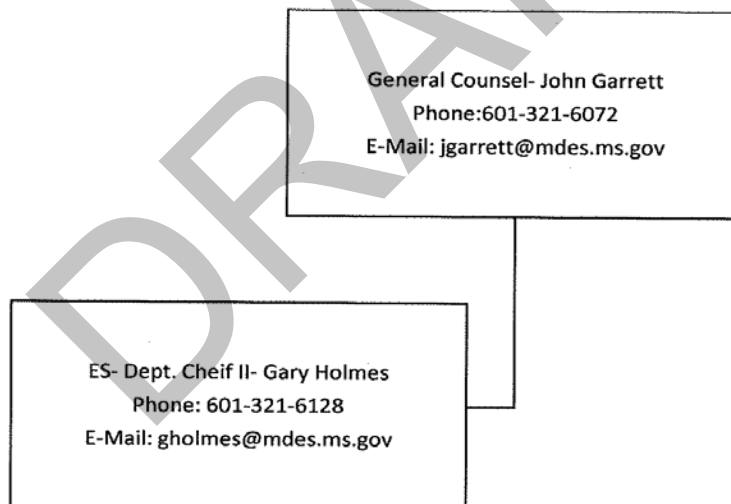 General Counsel- John Garrett
Phone:601-321-6072
E-Mail: jgarrett@mdes.ms.gov
ES- Dept. Cheif II- Gary Holmes
Phone: 601-321-6128
E-Mail: gholmes@mdes.ms.gov